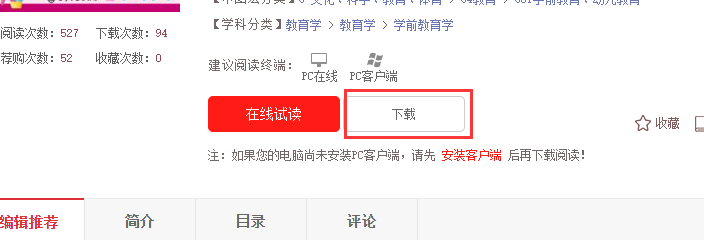 【学科分类】教育学 > 教育学 > 学前教育学
阅读次数：527 下载次数：94
荐购次数：52 收藏次数：0
建议阅读终端：
PC在线 PC客户端
在线试读 下载
收藏
注：如果您的电脑尚未安装PC客户端，请先 安装客户端 后再下载阅读！
编辑推荐 简介 目录 评论